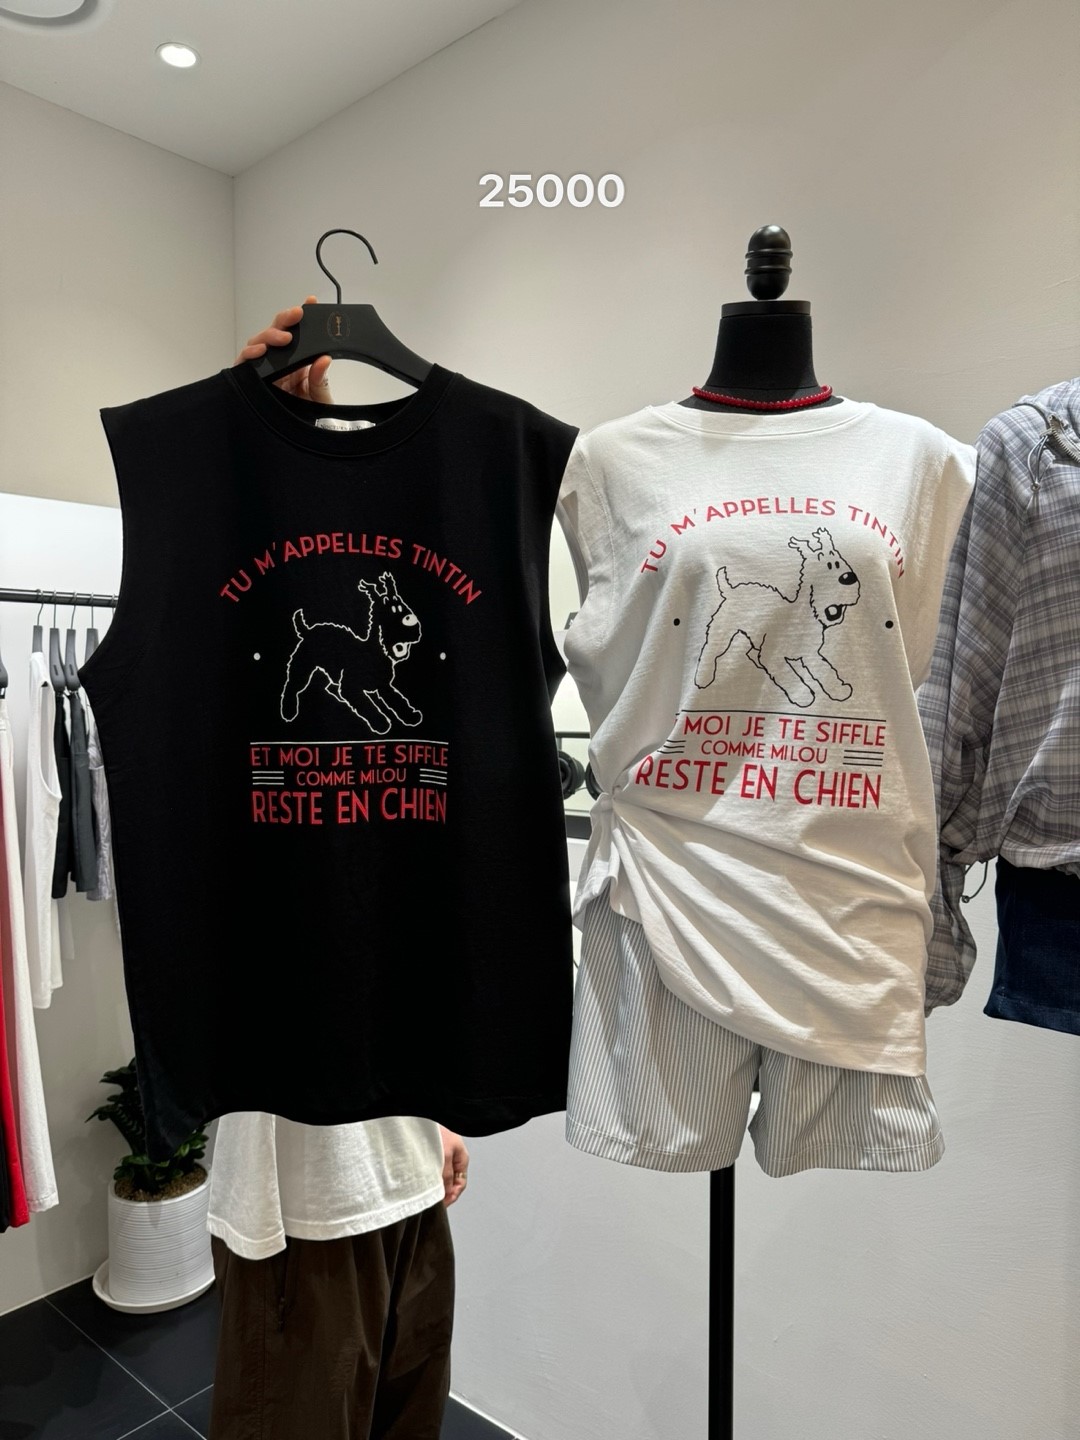 25000
TU M'APPELLES TINTIN
ET MOI JE TE SIFFLE
COMME MILOU
RESTE EN CHIEN
TU M'APPELLES TINTIN
MOI JE TE SIFFLE
COMME MILOU
RESTE EN CHIEN